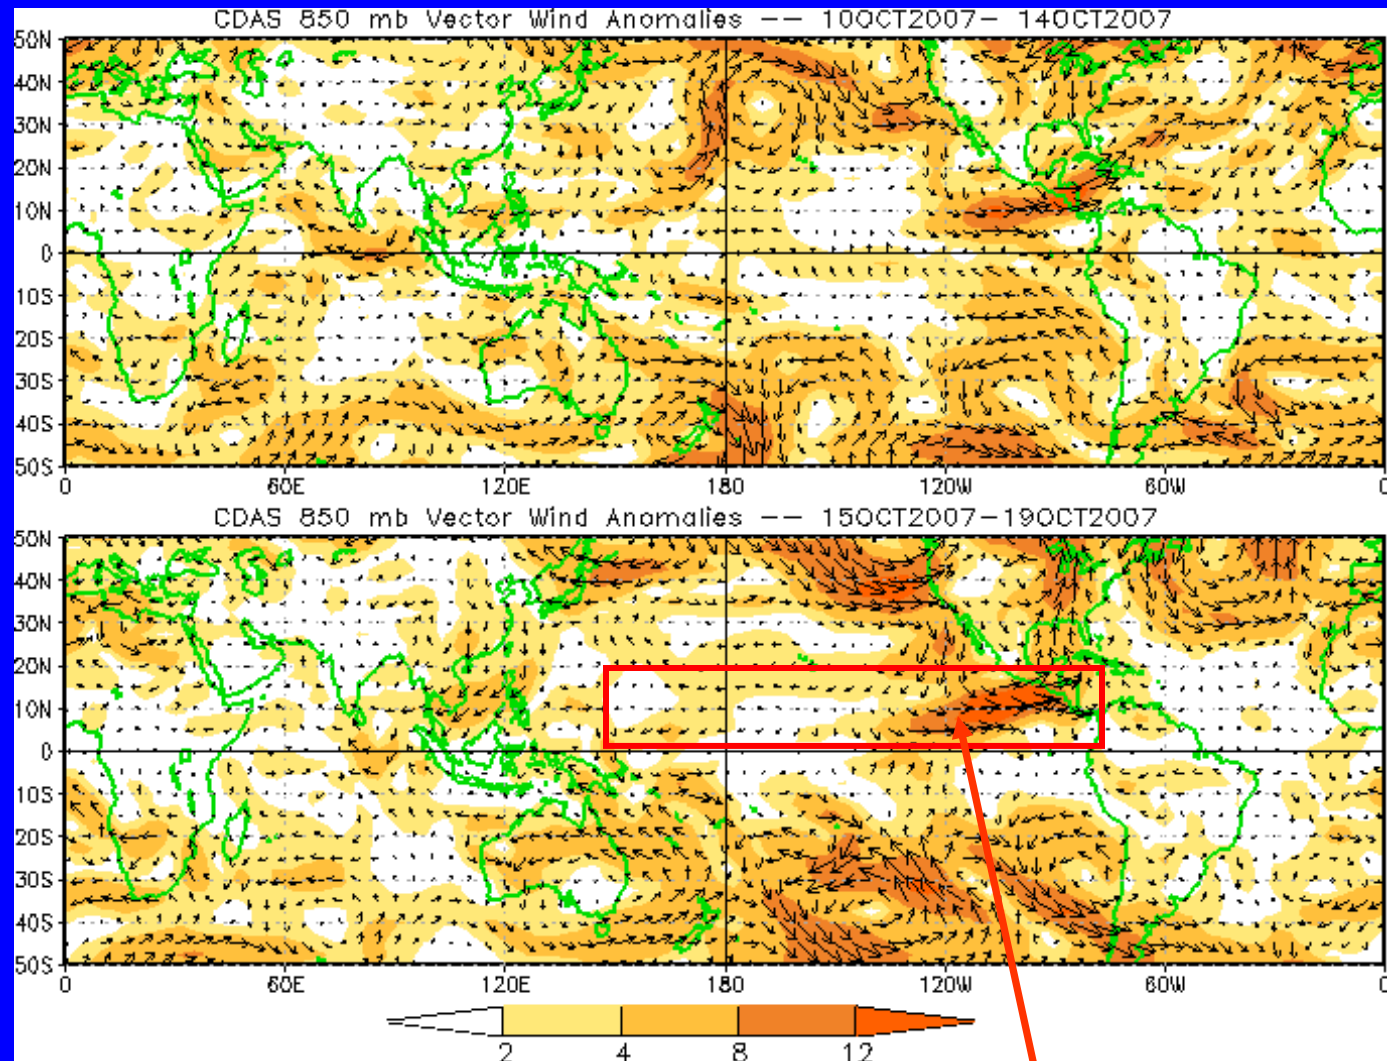 CDAS 850 mb Vector Wind Anomalies -- 10OCT2007- 14OCT2007
50N
40N
30N
20N
10N
0
10S
20S
30S
40S
50S
0 60E 120E 180 120W 60W 0
CDAS 850 mb Vector Wind Anomalies -- 15OCT2007-19OCT2007
50N
40N
30N
20N
10N
0
10S
20S
30S
40S
50S
0 60E 120E 180 120W 60W 0
2 4 8 12